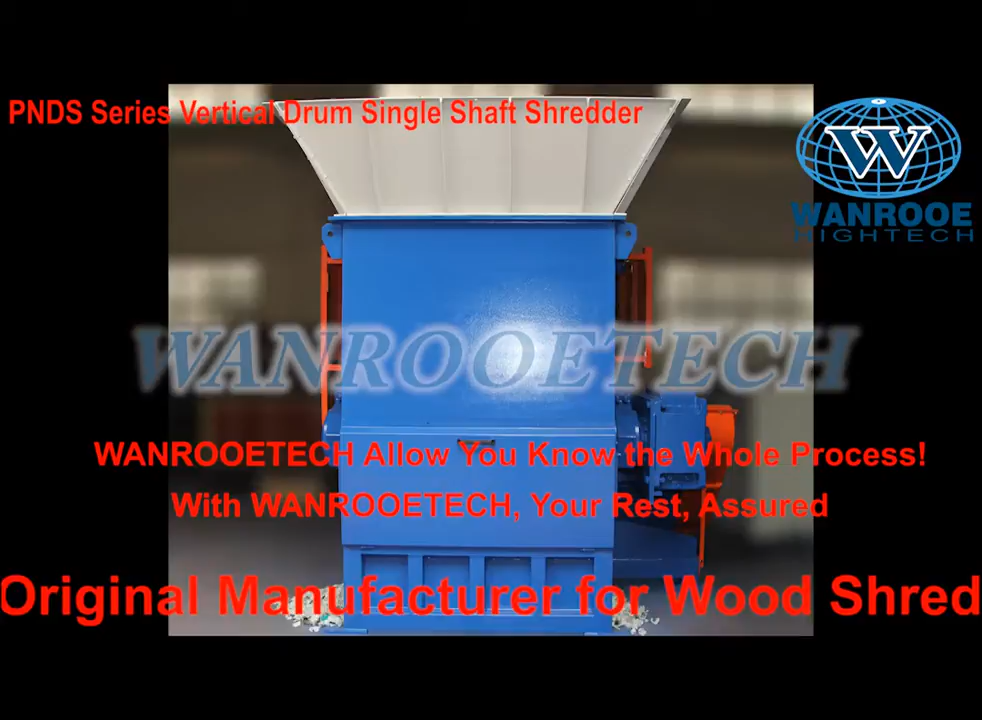 PNDS Series Vertical Drum Single Shaft Shredder
W
WANROOE
HIGHTECH
WANROOETECH
WANROOETECH Allow You Know the Whole Process!
With WANROOETECH, Your Rest, Assured
Original Manufacturer for Wood Shred